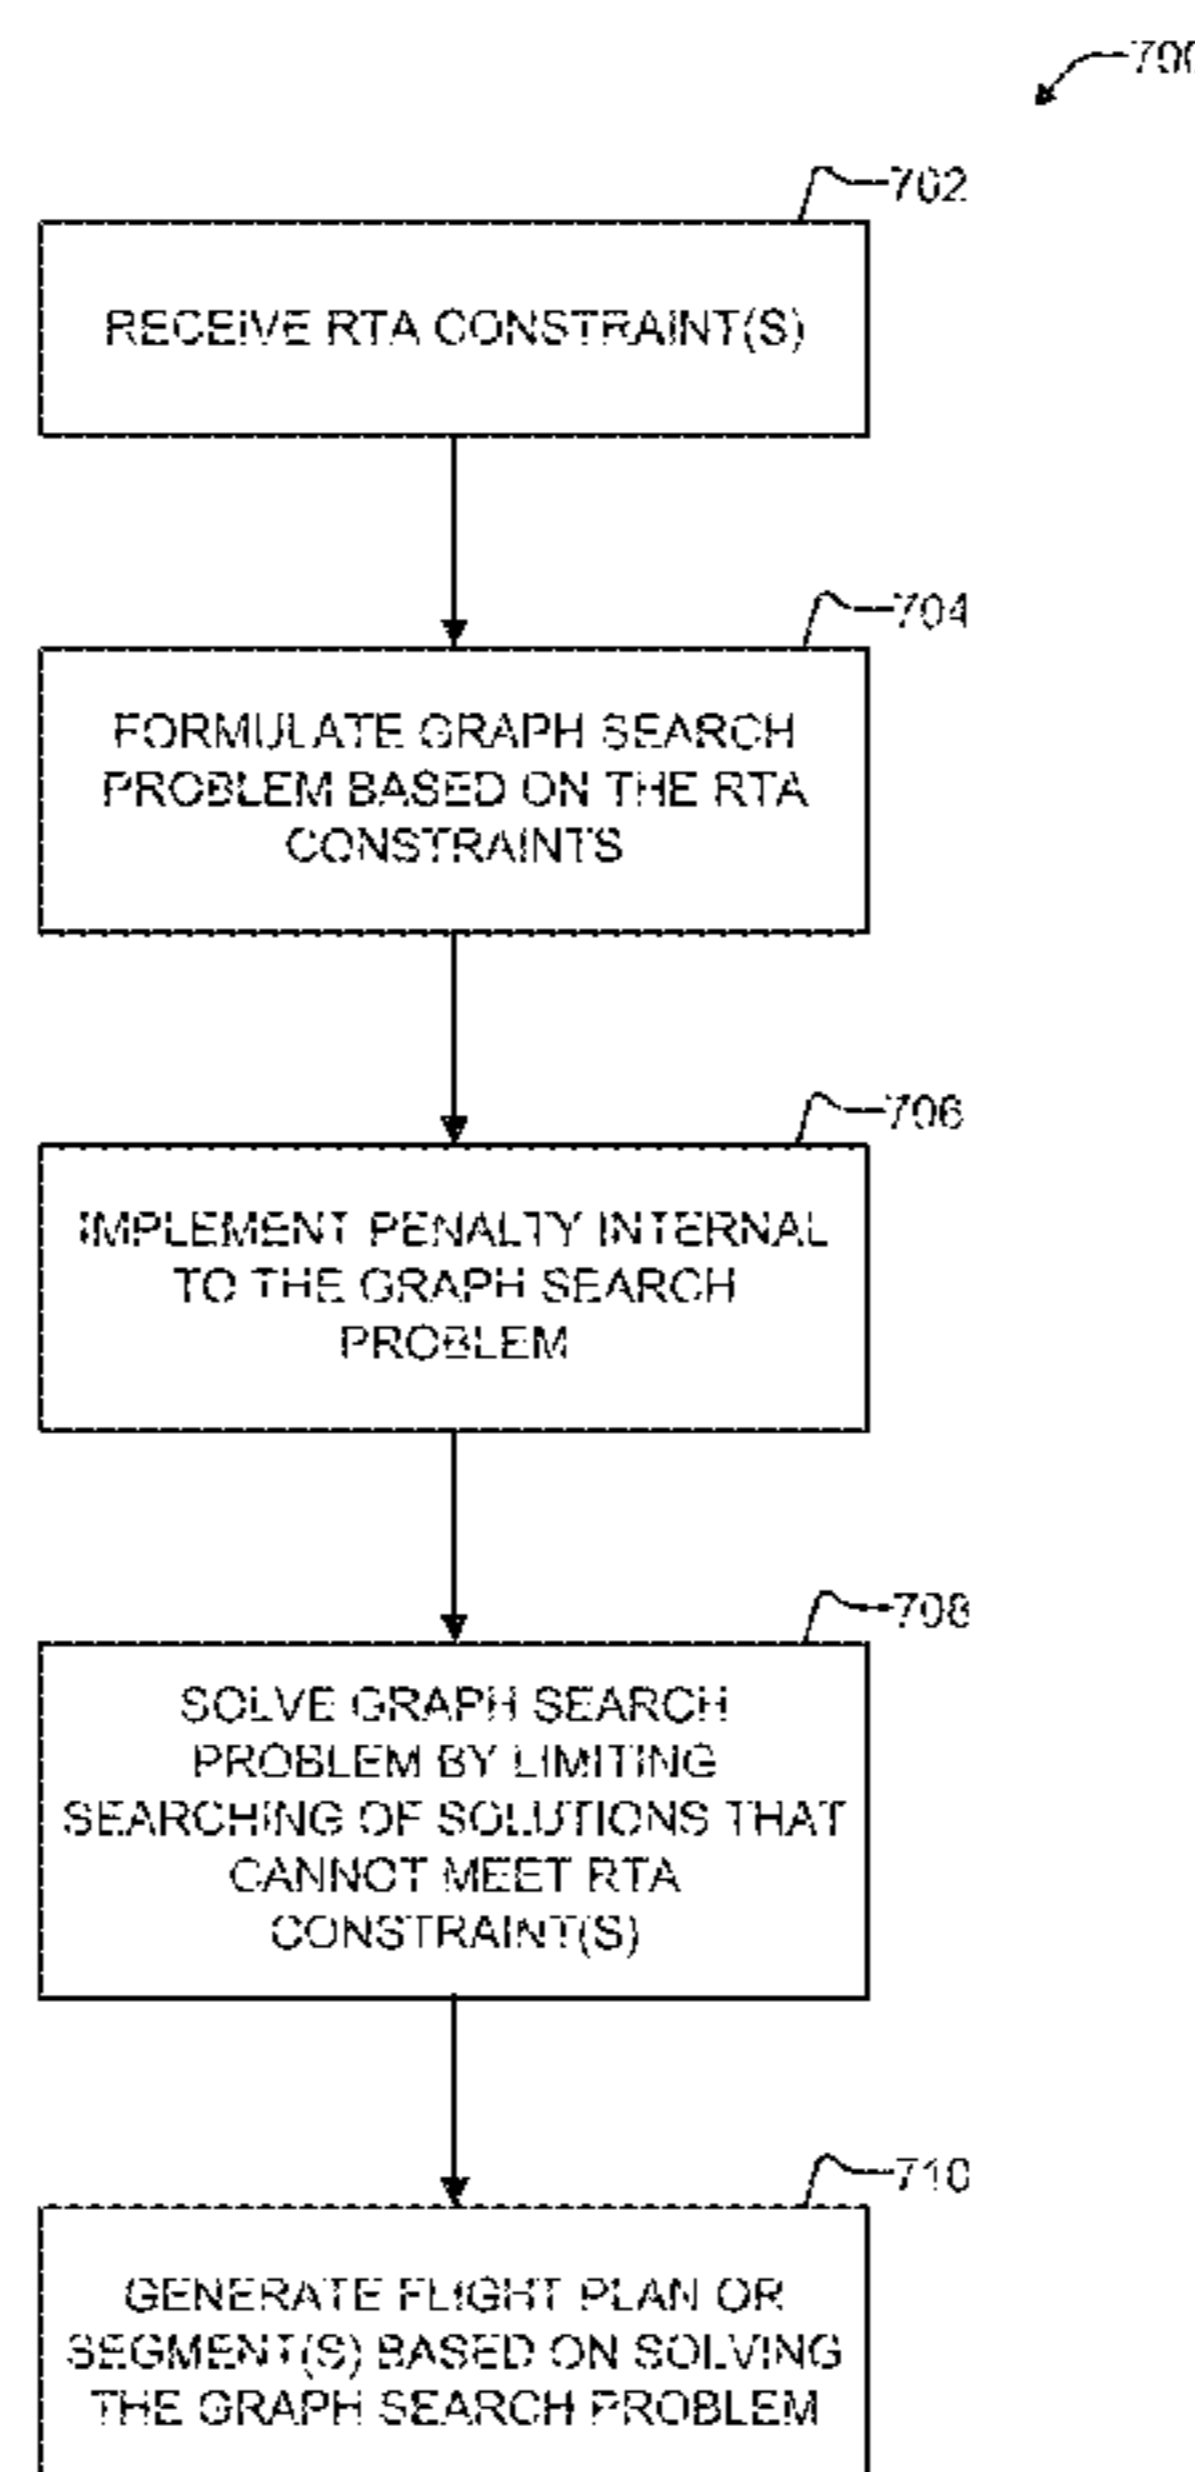 700
702
RECEIVE RTA CONSTRAINT(S)
704
FORMULATE GRAPH SEARCH
PROBLEM BASED ON THE RTA
CONSTRAINTS
706
IMPLEMENT PENALTY INTERNAL
TO THE GRAPH SEARCH
PROBLEM
708
SOLVE GRAPH SEARCH
PROBLEM BY LIMITING
SEARCHING OF SOLUTIONS THAT
CANNOT MEET RTA
CONSTRAINT(S)
710
GENERATE FLIGHT PLAN OR
SEGMENT(S) BASED ON SOLVING
THE GRAPH SEARCH PROBLEM